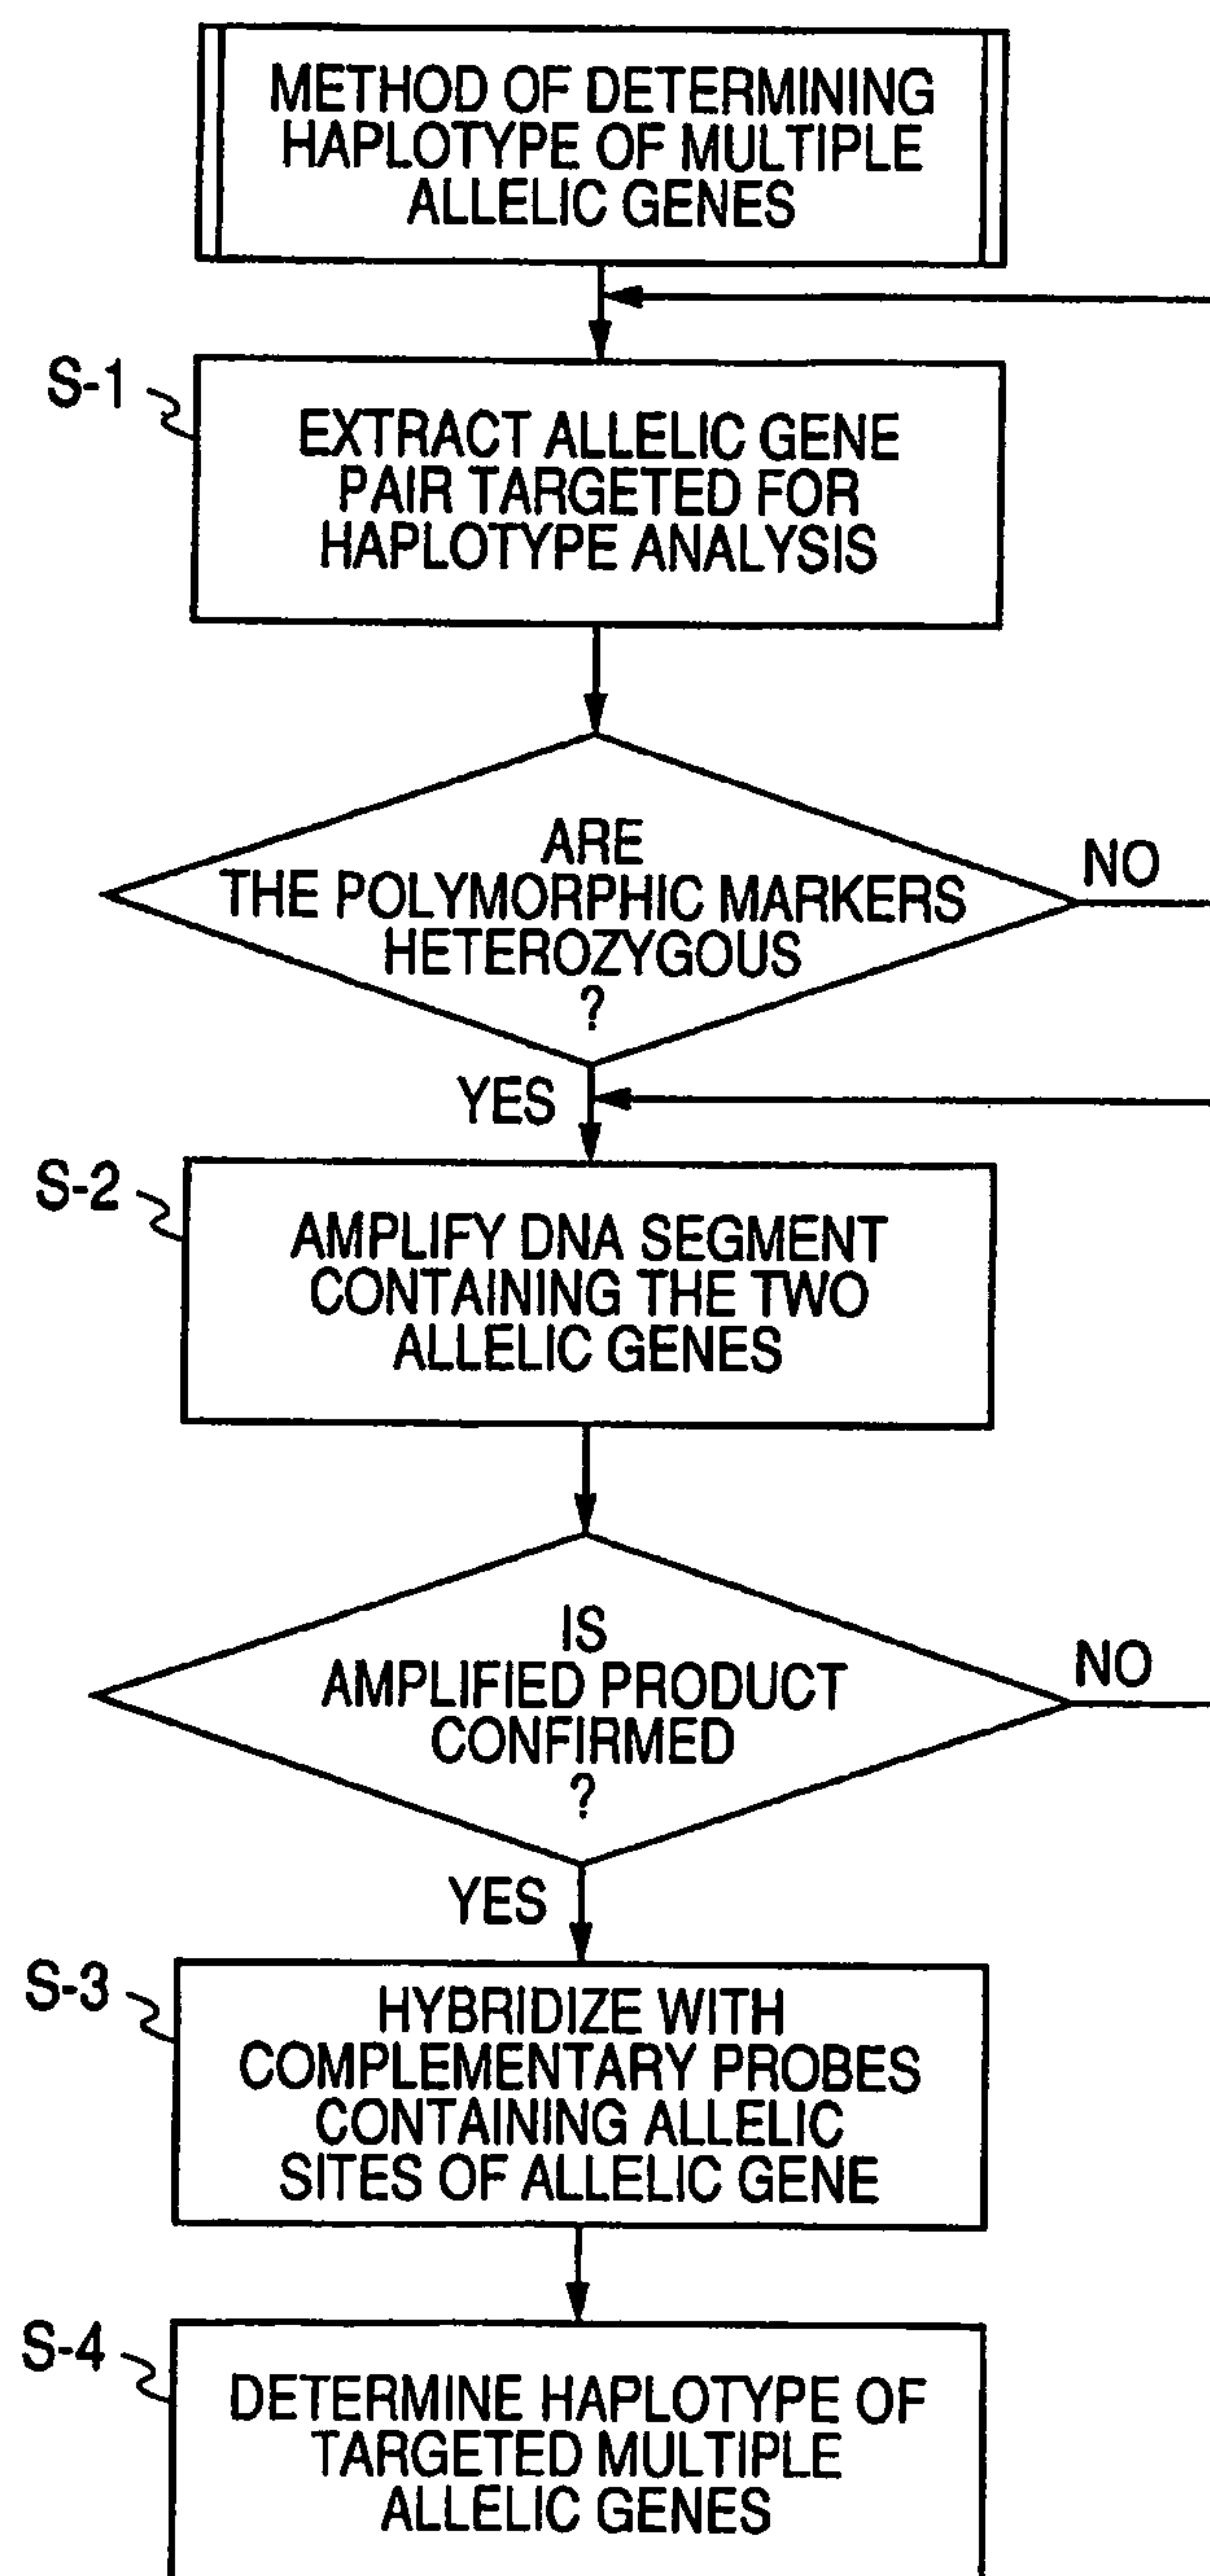 METHOD OF DETERMINING
HAPLOTYPE OF MULTIPLE
ALLELIC GENES
S-1
EXTRACT ALLELIC GENE
PAIR TARGETED FOR
HAPLOTYPE ANALYSIS
ARE
THE POLYMORPHIC MARKERS
HETEROZYGOUS
?
NO
YES
S-2
AMPLIFY DNA SEGMENT
CONTAINING THE TWO
ALLELIC GENES
IS
AMPLIFIED PRODUCT
CONFIRMED
?
NO
YES
S-3
HYBRIDIZE WITH
COMPLEMENTARY PROBES
CONTAINING ALLELIC
SITES OF ALLELIC GENE
S-4
DETERMINE HAPLOTYPE OF
TARGETED MULTIPLE
ALLELIC GENES